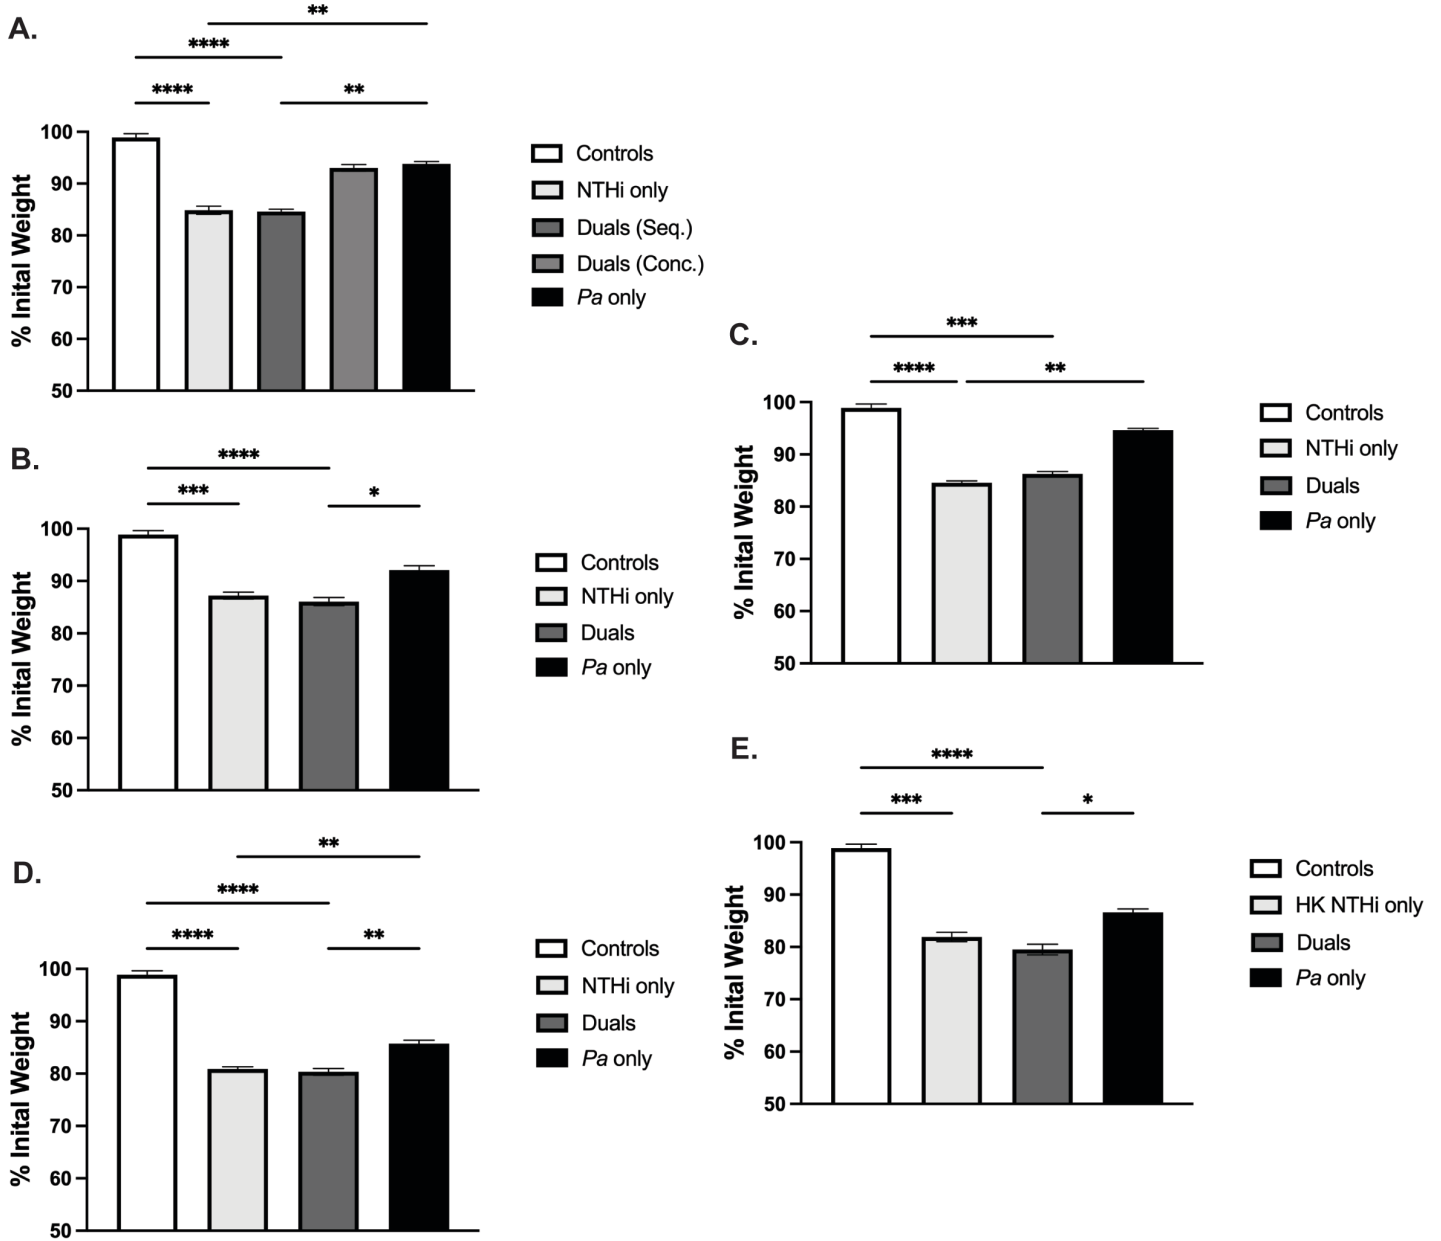 A.
**
****
****
**
100
90
80
70
60
50
% Inital Weight
Controls
NTHi only
Duals (Seq.)
Duals (Conc.)
Pa only
B.
****
***
*
100
90
80
70
60
50
% Inital Weight
Controls
NTHi only
Duals
Pa only
C.
***
****
**
100
90
80
70
60
50
% Inital Weight
Controls
NTHi only
Duals
Pa only
D.
**
****
****
**
100
90
80
70
60
50
% Inital Weight
Controls
NTHi only
Duals
Pa only
E.
****
***
*
100
90
80
70
60
50
% Inital Weight
Controls
HK NTHi only
Duals
Pa only